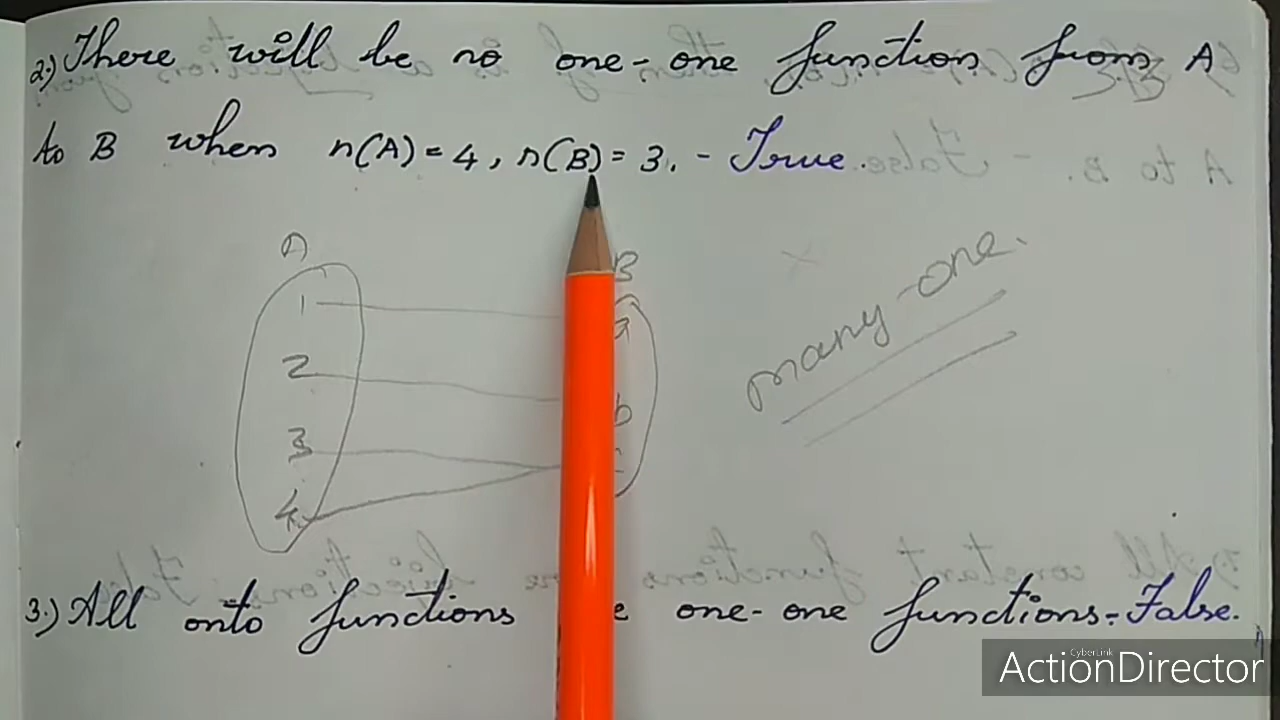 2.) There will be no one-one function from A
to B when n(A) = 4, n(B) = 3. - True.
A
B
1
a
2
b
3
4
many-one.
3.) All onto functions e one-one functions - False.
CyberLink
ActionDirector